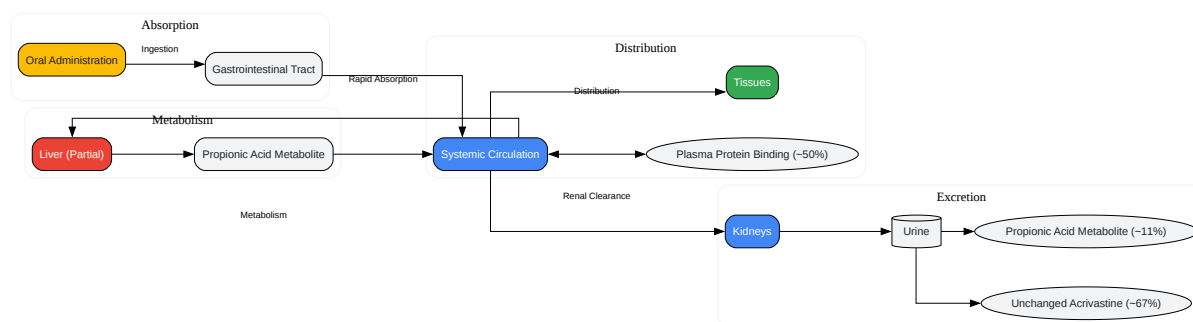 Absorption
Oral Administration
Ingestion
Gastrointestinal Tract
Rapid Absorption
Distribution
Tissues
Distribution
Metabolism
Liver (Partial)
Propionic Acid Metabolite
Systemic Circulation
Plasma Protein Binding (~50%)
Metabolism
Renal Clearance
Excretion
Kidneys
Urine
Propionic Acid Metabolite (~11%)
Unchanged Acrivastine (~67%)